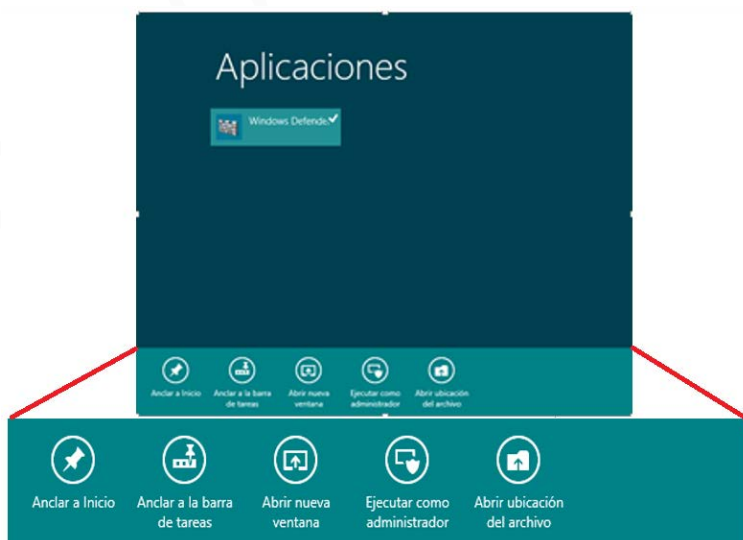 Aplicaciones
Windows Defende
Anclar a Inicio
Anclar a la barra
de tareas
Abrir nueva
ventana
Ejecutar como
administrador
Abrir ubicación
del archivo
Anclar a Inicio
Anclar a la barra
de tareas
Abrir nueva
ventana
Ejecutar como
administrador
Abrir ubicación
del archivo